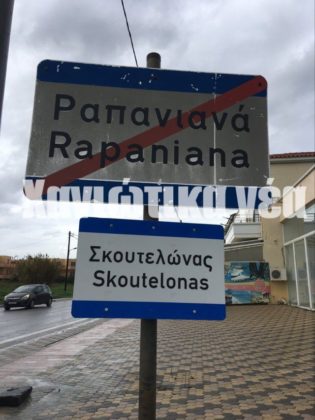 Ραπανιανά
Rapaniana
Χανιώτικα νέα
Σκουτελώνας
Skoutelonas